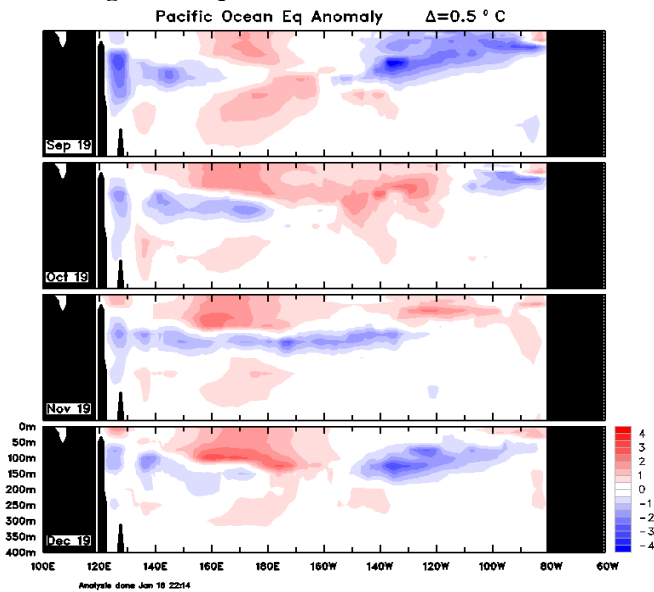 Pacific Ocean Eq Anomaly Δ=0.5 ° C
Sep 19
Oct 19
Nov 19
0m
50m
100m
150m
200m
250m
300m
350m
400m
Dec 19
4
3
2
1
0
-1
-2
-3
-4
100E 120E 140E 160E 180E 160W 140W 120W 100W 80W 60W
Analysis done Jan 18 22:14